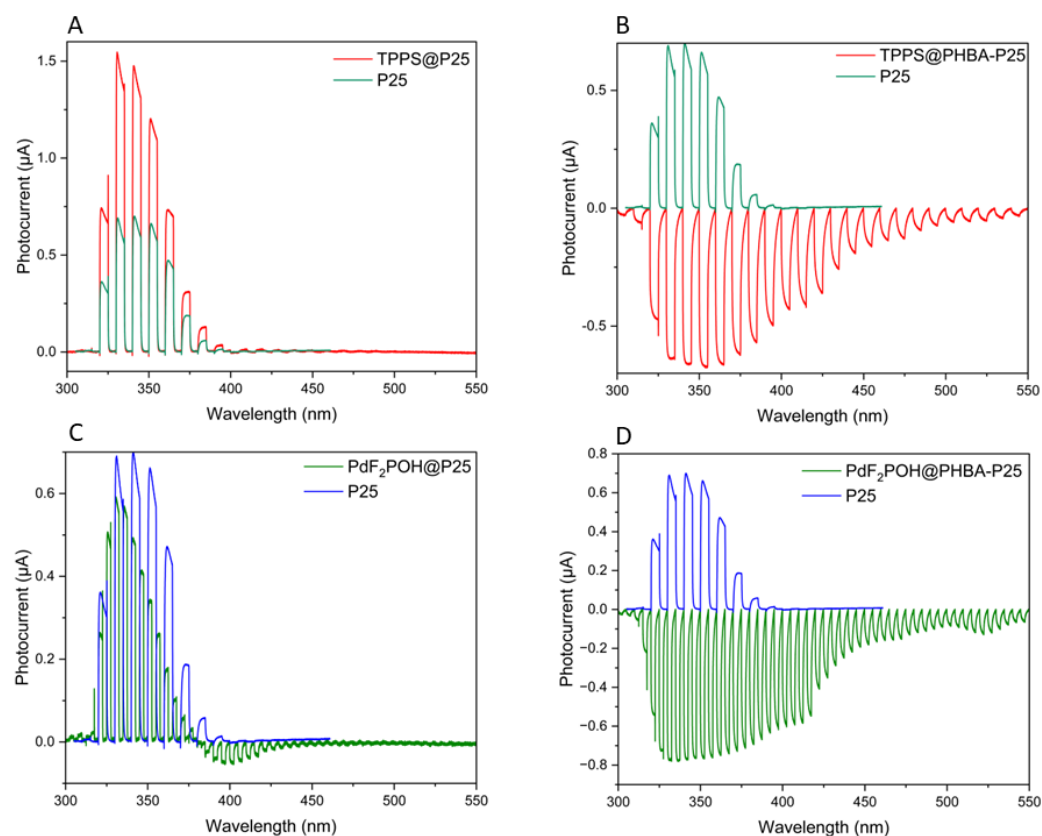 A
TPPS@P25
P25
Photocurrent (μA)
1.5
1.0
0.5
0.0
300 350 400 450 500 550
Wavelength (nm)
B
TPPS@PHBA-P25
P25
Photocurrent (μA)
0.5
0.0
-0.5
300 350 400 450 500 550
Wavelength (nm)
C
PdF₂POH@P25
P25
Photocurrent (μA)
0.6
0.4
0.2
0.0
300 350 400 450 500 550
Wavelength (nm)
D
PdF₂POH@PHBA-P25
P25
Photocurrent (μA)
0.8
0.6
0.4
0.2
0.0
−0.2
−0.4
−0.6
−0.8
300 350 400 450 500 550
Wavelength (nm)